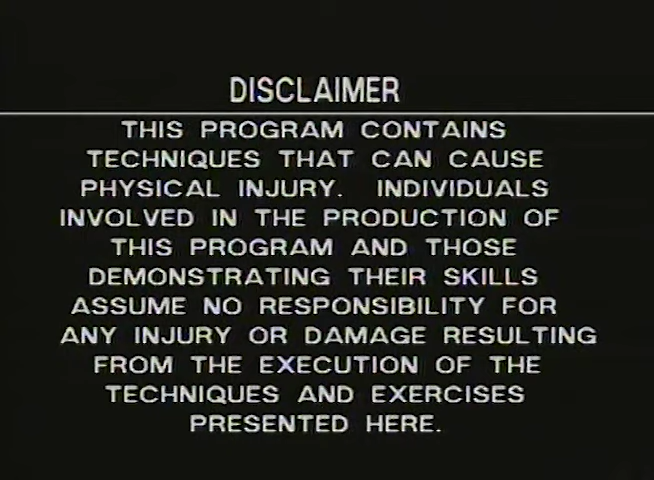 DISCLAIMER
THIS PROGRAM CONTAINS
TECHNIQUES THAT CAN CAUSE
PHYSICAL INJURY. INDIVIDUALS
INVOLVED IN THE PRODUCTION OF
THIS PROGRAM AND THOSE
DEMONSTRATING THEIR SKILLS
ASSUME NO RESPONSIBILITY FOR
ANY INJURY OR DAMAGE RESULTING
FROM THE EXECUTION OF THE
TECHNIQUES AND EXERCISES
PRESENTED HERE.